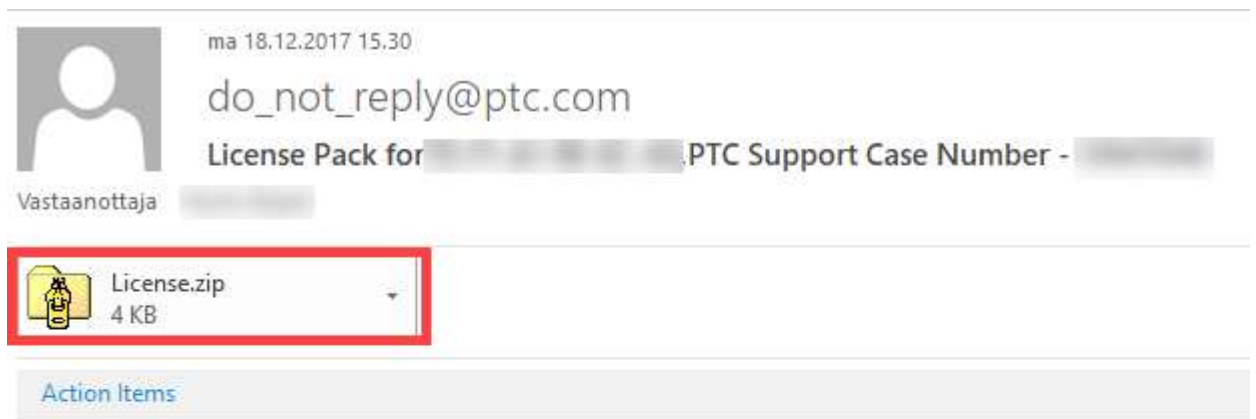 ma 18.12.2017 15.30
do_not_reply@ptc.com
License Pack for .PTC Support Case Number -
Vastaanottaja
License.zip
4 KB
Action Items